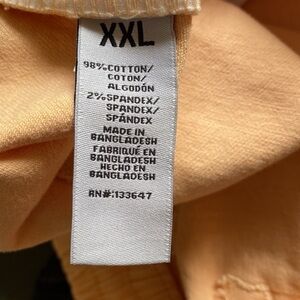 XXL
98%COTTON/
COTON/
ALGODÓN
2%SPANDEX/
SPANDEX/
SPÁNDEX
MADE IN
BANGLADESH
FABRIQUÉ EN
BANGLADESH
HECHO EN
BANGLADESH
RN#:133647